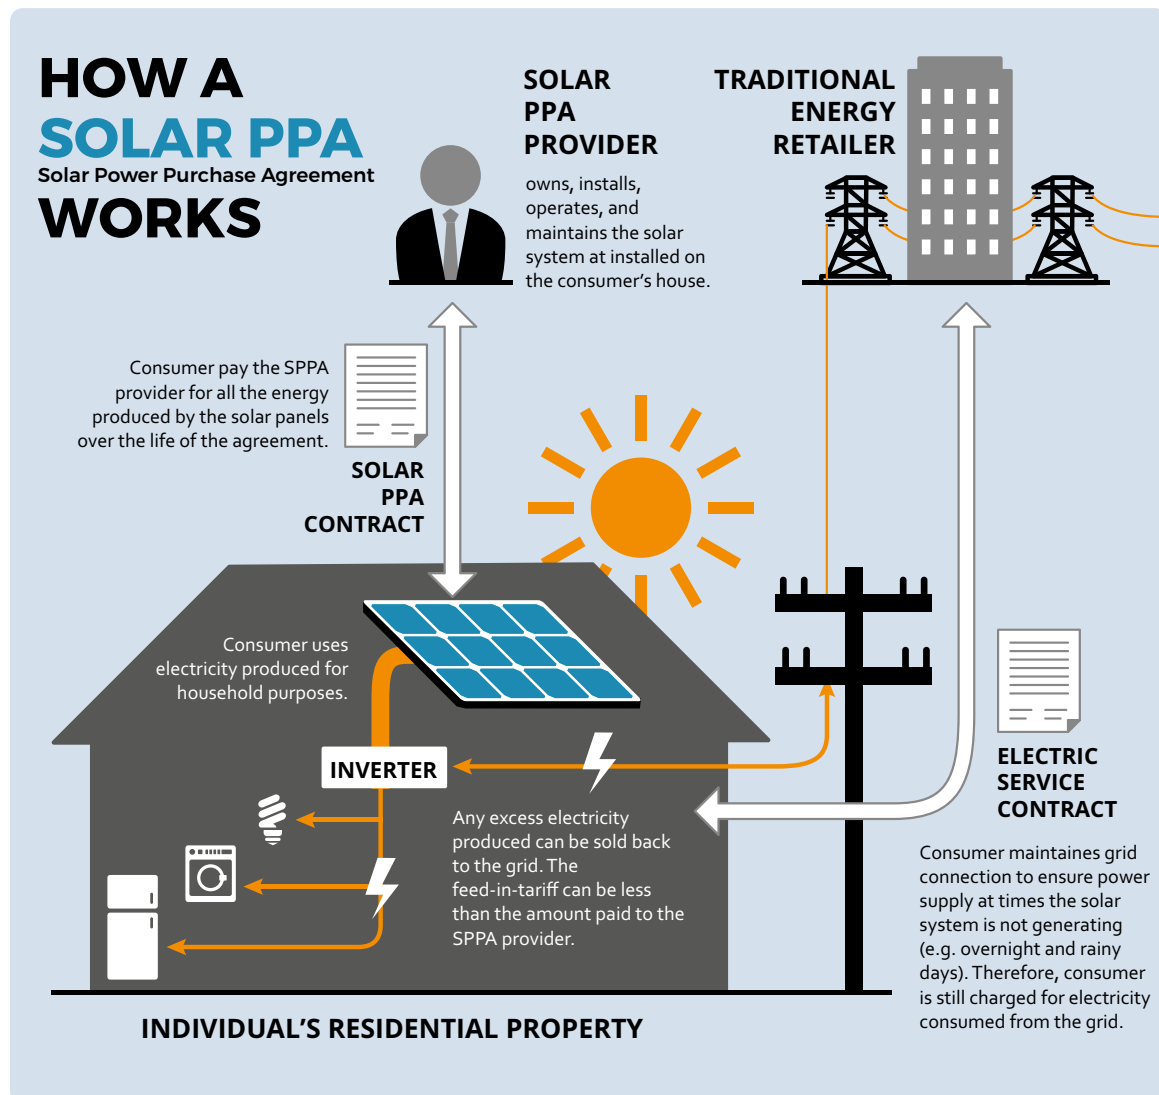 HOW A
SOLAR PPA
Solar Power Purchase Agreement
WORKS
SOLAR
PPA
PROVIDER
owns, installs,
operates, and
maintains the solar
system at installed on
the consumer's house.
TRADITIONAL
ENERGY
RETAILER
Consumer pay the SPPA
provider for all the energy
produced by the solar panels
over the life of the agreement.
SOLAR
PPA
CONTRACT
Consumer uses
electricity produced for
household purposes.
INVERTER
Any excess electricity
produced can be sold back
to the grid. The
feed-in-tariff can be less
than the amount paid to the
SPPA provider.
ELECTRIC
SERVICE
CONTRACT
Consumer maintaines grid
connection to ensure power
supply at times the solar
system is not generating
(e.g. overnight and rainy
days). Therefore, consumer
is still charged for electricity
consumed from the grid.
INDIVIDUAL'S RESIDENTIAL PROPERTY